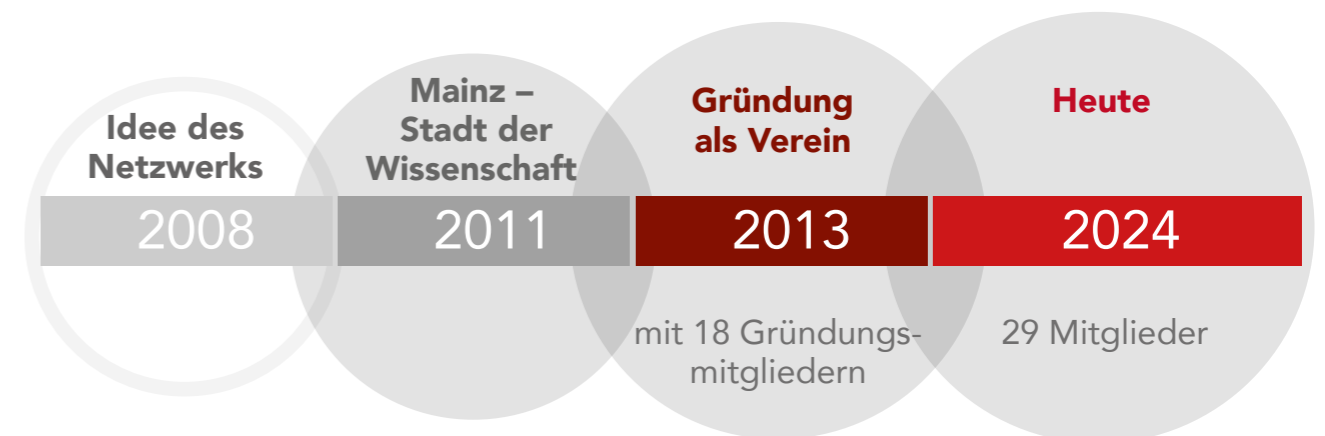 Idee des
Netzwerks
2008
Mainz –
Stadt der
Wissenschaft
2011
Gründung
als Verein
2013
mit 18 Gründungs-
mitgliedern
Heute
2024
29 Mitglieder